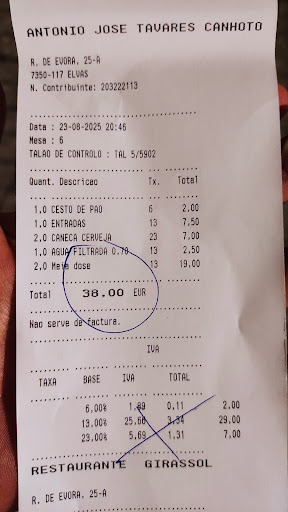 ANTONIO JOSE TAVARES CANHOTO
R. DE EVORA, 25-A
7350-117 ELVAS
N. Contribuinte: 203222113
Data : 23-08-2025 20:46
Mesa : 6
TALAO DE CONTROLO : TAL 5/5902
Quant. Descricao Tx. Total
1,0 CESTO DE PAO 6 2.00
1,0 ENTRADAS 13 7,50
2,0 CANECA CERVEJA 23 7,00
1,0 AGUA FILTRADA 0.70 13 2,50
2.0 Meia dose 13 19.00
Total 38.00 EUR
Nao serve de factura.
IVA
TAXA BASE IVA TOTAL
6.00% 1,89 0,11 2,00
13.00% 25,66 3,34 29,00
23.00% 5,69 1,31 7,00
RESTAURANTE GIRASSOL
R. DE EVORA, 25-A